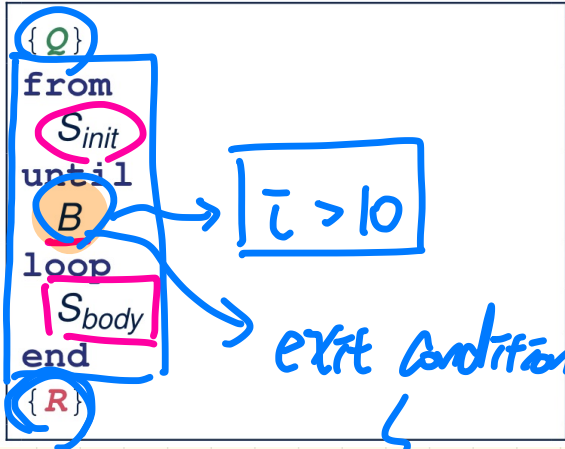 {Q}
from
S_init
until
B
i > 10
loop
S_body
exit condition
end
{R}